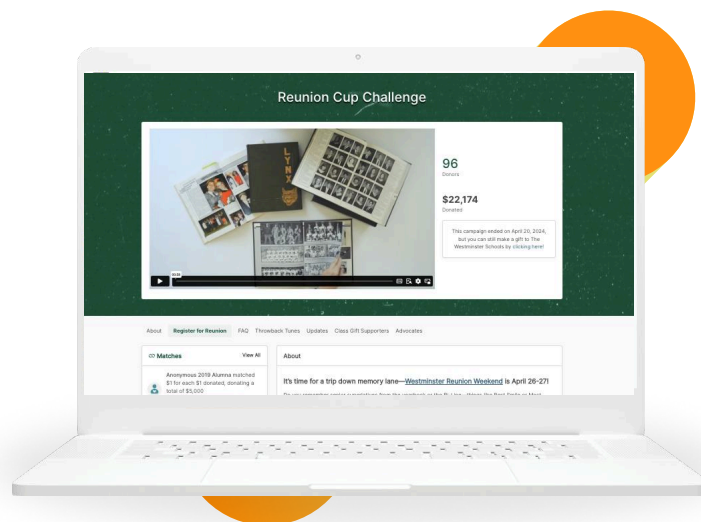 Reunion Cup Challenge
LYNX
96
Donors
$22,174
Donated
This campaign ended on April 20, 2024,
but you can still make a gift to The
Westminster Schools by clicking here!
About Register for Reunion FAQ Throwback Tunes Updates Class Gift Supporters Advocates
Matches View All
About
Anonymous 2019 Alumna matched
$1 for each $1 donated; donating a
total of $5,000
It's time for a trip down memory lane—Westminster Reunion Weekend is April 26-27!